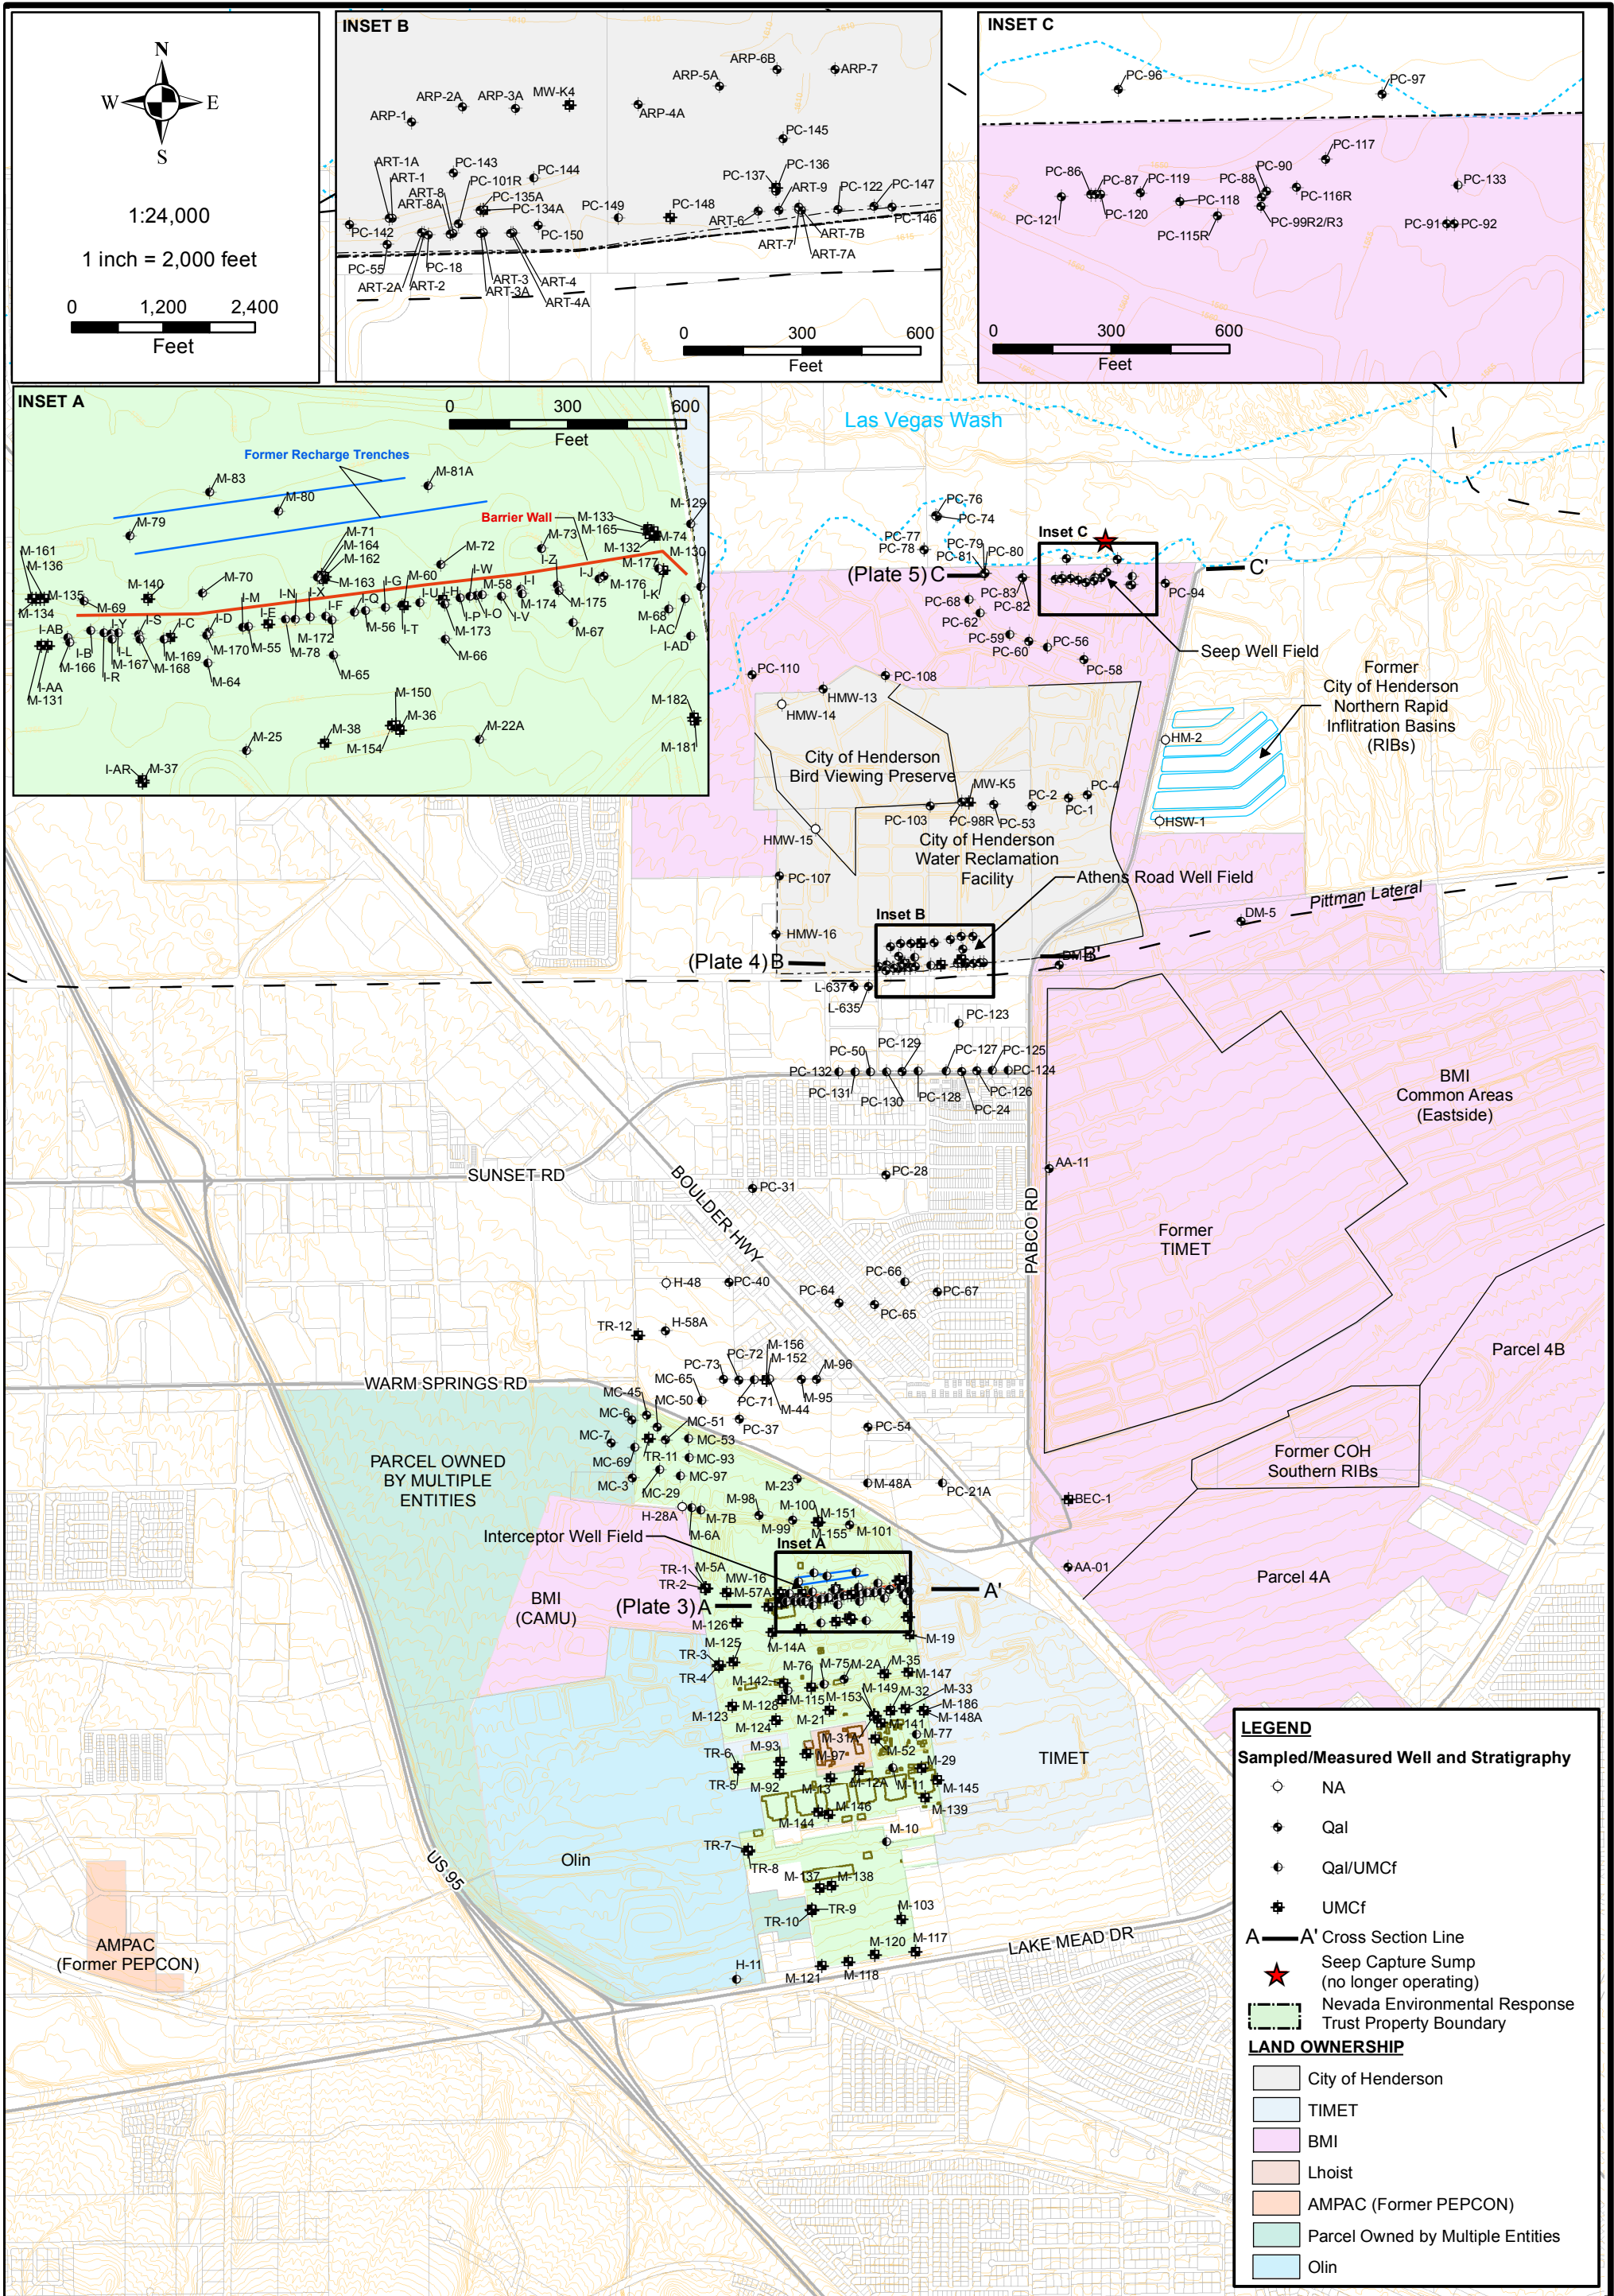 N
W
E
S
1:24,000
1 inch = 2,000 feet
0 1,200 2,400
Feet
INSET B
1610
1610
1610
1615
1620
ARP-6B
ARP-7
ARP-5A
ARP-2A
ARP-3A
MW-K4
ARP-1
ARP-4A
PC-145
ART-1A
ART-1
PC-143
PC-144
PC-136
PC-137
ART-8
PC-101R
ART-8A
PC-135A
PC-134A
PC-149
PC-148
ART-9
PC-122
PC-147
ART-6
PC-142
PC-150
PC-146
ART-7B
ART-7
ART-7A
PC-55
PC-18
ART-3
ART-4
ART-2A
ART-2
ART-3A
ART-4A
0 300 600
Feet
INSET C
PC-96
PC-97
PC-117
PC-90
PC-86
PC-87
PC-119
PC-88
PC-133
PC-116R
PC-118
PC-121
PC-120
PC-99R2/R3
PC-91
PC-92
PC-115R
0 300 600
Feet
INSET A
0 300 600
Feet
Former Recharge Trenches
M-83
M-81A
M-80
M-79
Barrier Wall
M-129
M-133
M-165
M-74
M-73
M-132
M-130
M-161
M-136
M-71
M-164
M-162
M-72
M-177
I-Z
M-135
M-140
M-70
M-163
I-G
M-60
I-W
M-58
I-I
I-J
M-176
M-134
M-69
I-M
I-N
I-X
I-Q
I-U
I-H
M-174
M-175
I-K
I-Y
I-S
I-C
I-D
I-E
I-F
M-56
I-T
I-P
I-O
I-V
M-68
I-AB
M-172
M-173
M-67
I-AC
M-166
I-B
I-L
M-167
M-169
M-170
M-55
M-78
M-66
I-AD
I-AA
I-R
M-168
M-64
M-65
M-131
M-150
M-182
M-25
M-38
M-36
M-22A
M-154
M-181
I-AR
M-37
Las Vegas Wash
PC-76
PC-74
PC-77
PC-78
PC-79
PC-80
PC-81
Inset C
(Plate 5) C
C'
PC-83
PC-82
PC-94
PC-68
PC-62
PC-59
PC-60
PC-56
PC-58
Seep Well Field
PC-110
PC-108
HMW-13
HMW-14
Former
City of Henderson
Northern Rapid
Inflitration Basins
(RIBs)
HM-2
City of Henderson
Bird Viewing Preserve
MW-K5
PC-2
PC-4
PC-1
PC-103
PC-98R
PC-53
HSW-1
HMW-15
City of Henderson
Water Reclamation
Facility
PC-107
Athens Road Well Field
Pittman Lateral
DM-5
Inset B
HMW-16
(Plate 4) B
B'
L-637
L-635
PC-123
PC-50
PC-129
PC-127
PC-125
PC-132
PC-124
PC-131
PC-130
PC-128
PC-126
PC-24
BMI
Common Areas
(Eastside)
SUNSET RD
BOULDER HWY
PABCO RD
AA-11
PC-28
PC-31
Former
TIMET
H-48
PC-40
PC-66
PC-64
PC-67
PC-65
TR-12
H-58A
Parcel 4B
M-156
PC-72
M-152
PC-73
M-96
WARM SPRINGS RD
MC-65
MC-45
MC-50
PC-71
M-95
M-44
MC-6
MC-51
PC-37
PC-54
MC-7
MC-53
TR-11
MC-69
MC-93
MC-97
PARCEL OWNED
BY MULTIPLE
ENTITIES
Former COH
Southern RIBs
MC-3
MC-29
M-23
M-48A
PC-21A
BEC-1
H-28A
M-7B
M-98
M-100
M-151
M-6A
M-99
M-155
M-101
Interceptor Well Field
Inset A
AA-01
Parcel 4A
TR-1
M-5A
TR-2
MW-16
M-57A
BMI
(CAMU)
(Plate 3) A
A'
M-126
M-14A
M-19
M-125
TR-3
TR-4
M-76
M-75
M-2A
M-35
M-142
M-147
M-149
M-32
M-33
M-128
M-115
M-153
M-186
M-123
M-148A
M-124
M-21
M-141
M-77
M-31A
M-93
M-52
TR-6
M-97
M-29
TIMET
TR-5
M-92
M-13
M-12A
M-11
M-145
M-139
M-144
M-146
M-10
TR-7
TR-8
Olin
US 95
M-137
M-138
TR-9
TR-10
M-103
AMPAC
(Former PEPCON)
M-120
M-117
LAKE MEAD DR
H-11
M-121
M-118
LEGEND
Sampled/Measured Well and Stratigraphy
NA
Qal
Qal/UMCf
UMCf
A A' Cross Section Line
Seep Capture Sump
(no longer operating)
Nevada Environmental Response
Trust Property Boundary
LAND OWNERSHIP
City of Henderson
TIMET
BMI
Lhoist
AMPAC (Former PEPCON)
Parcel Owned by Multiple Entities
Olin